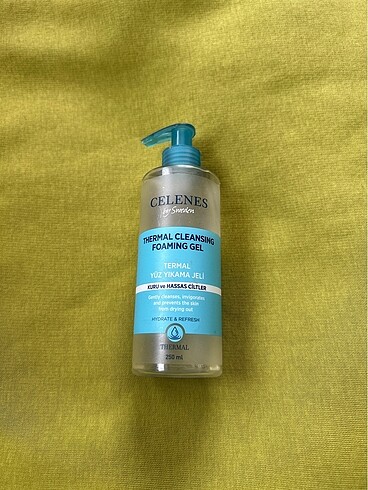 CELENES
by Sweden
THERMAL CLEANSING
FOAMING GEL
TERMAL
YÜZ YIKAMA JELİ
KURU ve HASSAS CİLTLER
Gently cleanses, invigorates
and prevents the skin
from drying out
HYDRATE & REFRESH
THERMAL
250 ml